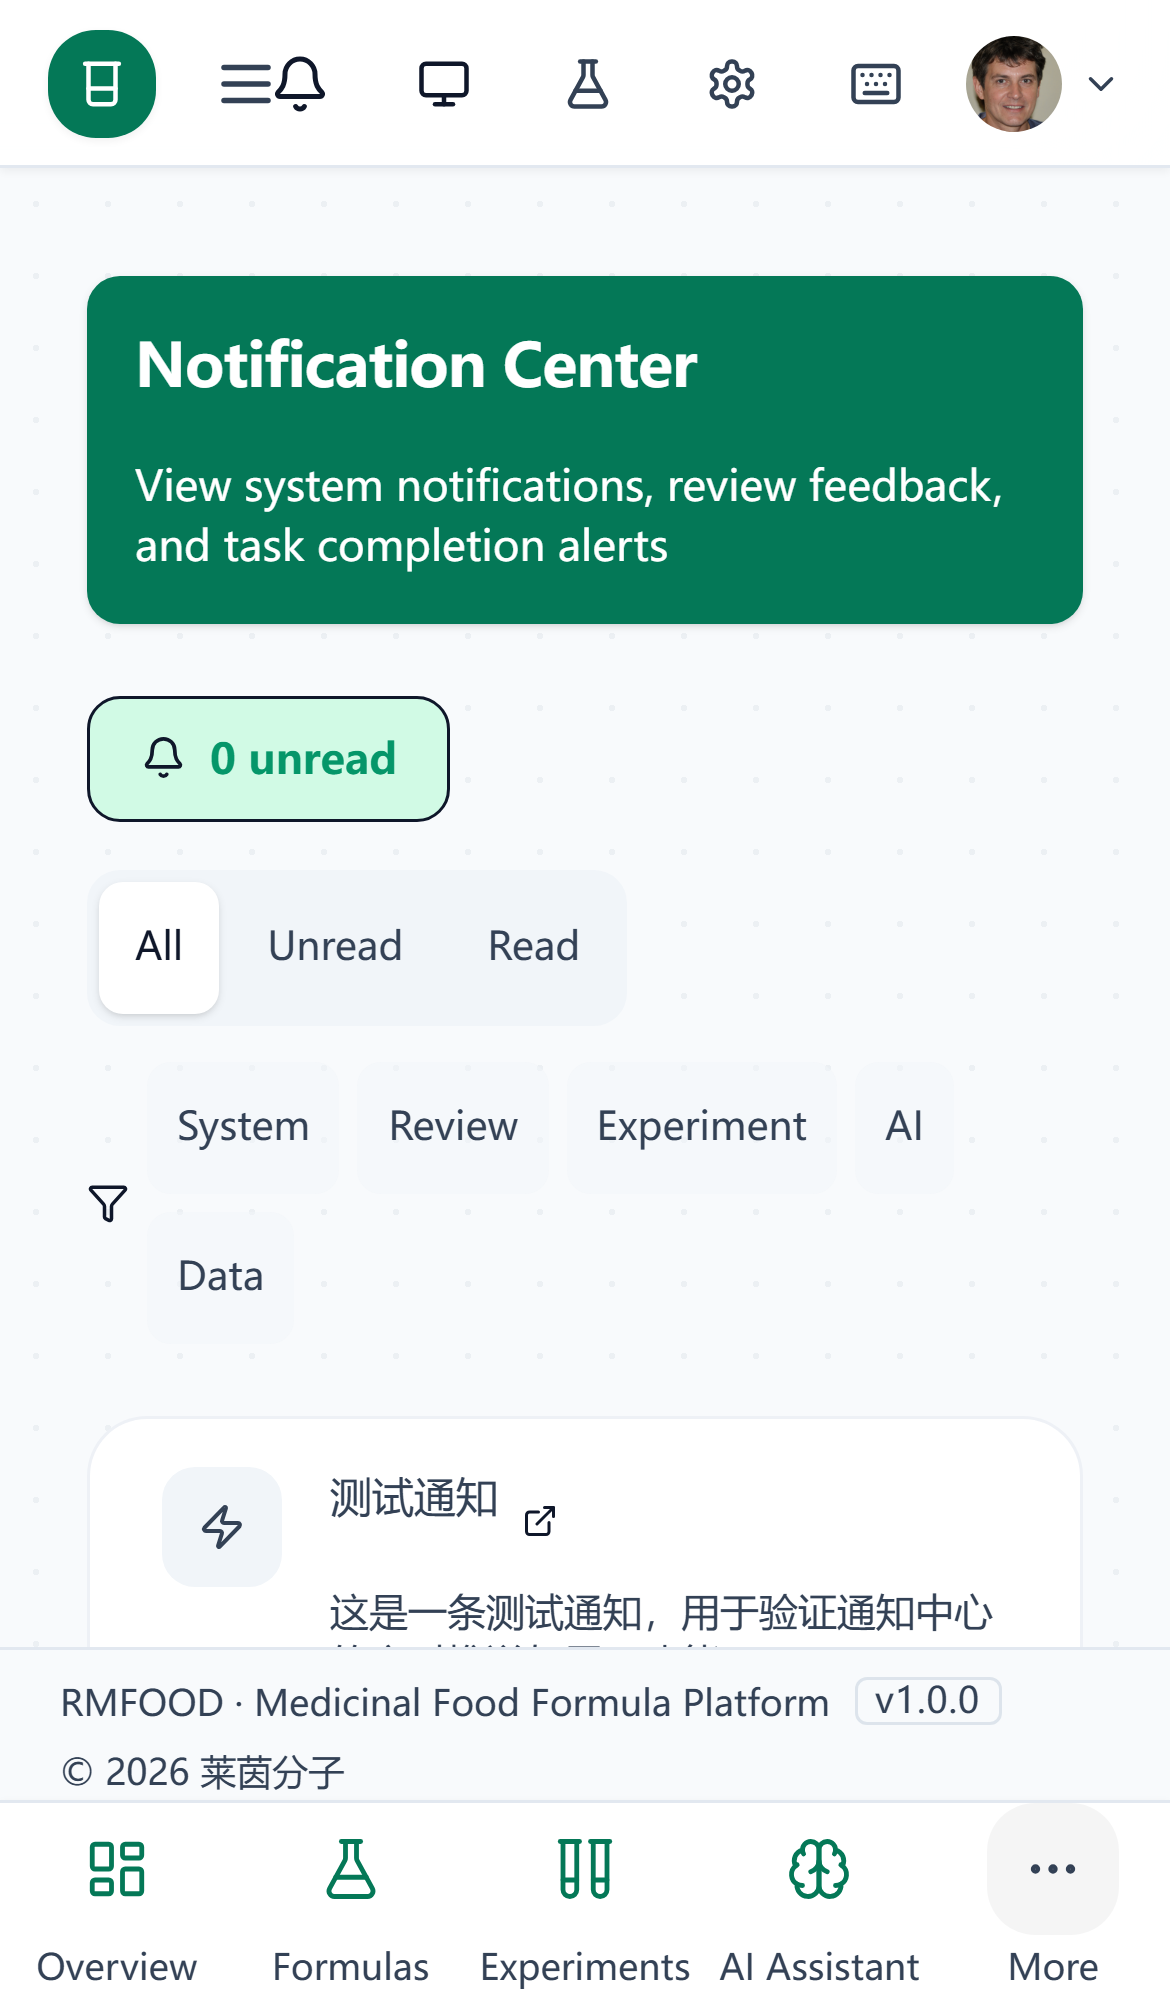 Notification Center
View system notifications, review feedback,
and task completion alerts
0 unread
All Unread Read
System Review Experiment AI
Data
测试通知
这是一条测试通知，用于验证通知中心
RMFOOD · Medicinal Food Formula Platform v1.0.0
© 2026 莱茵分子
Overview Formulas Experiments AI Assistant More